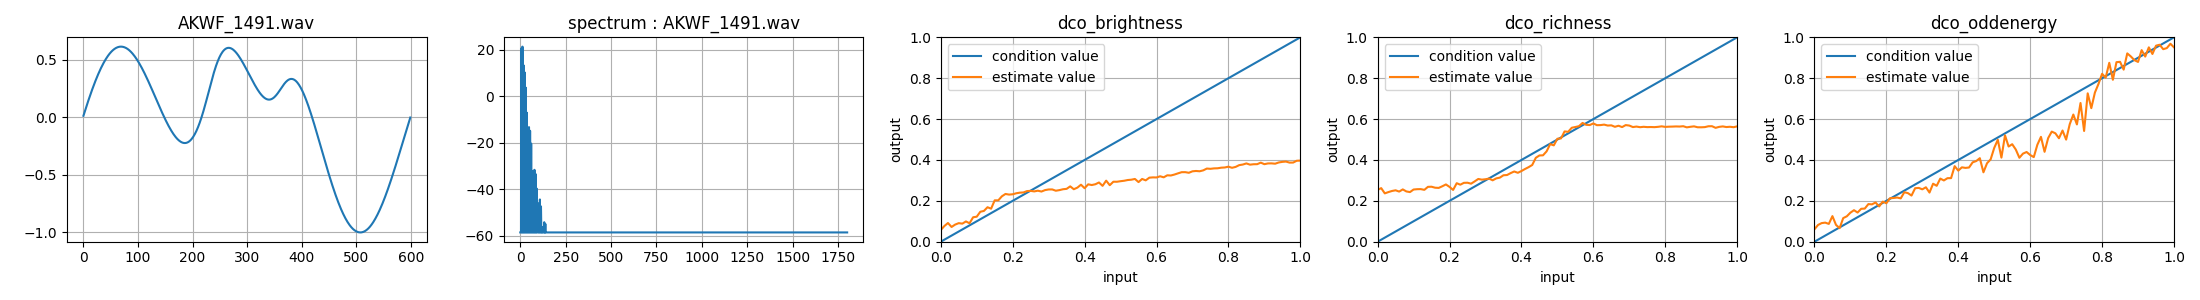 AKWF_1491.wav
0.5
0.0
−0.5
−1.0
0 100 200 300 400 500 600
spectrum : AKWF_1491.wav
20
0
−20
−40
−60
0 250 500 750 1000 1250 1500 1750
dco_brightness
condition value
estimate value
output
1.0
0.8
0.6
0.4
0.2
0.0
0.0 0.2 0.4 0.6 0.8 1.0
input
dco_richness
condition value
estimate value
output
1.0
0.8
0.6
0.4
0.2
0.0
0.0 0.2 0.4 0.6 0.8 1.0
input
dco_oddenergy
condition value
estimate value
output
1.0
0.8
0.6
0.4
0.2
0.0
0.0 0.2 0.4 0.6 0.8 1.0
input